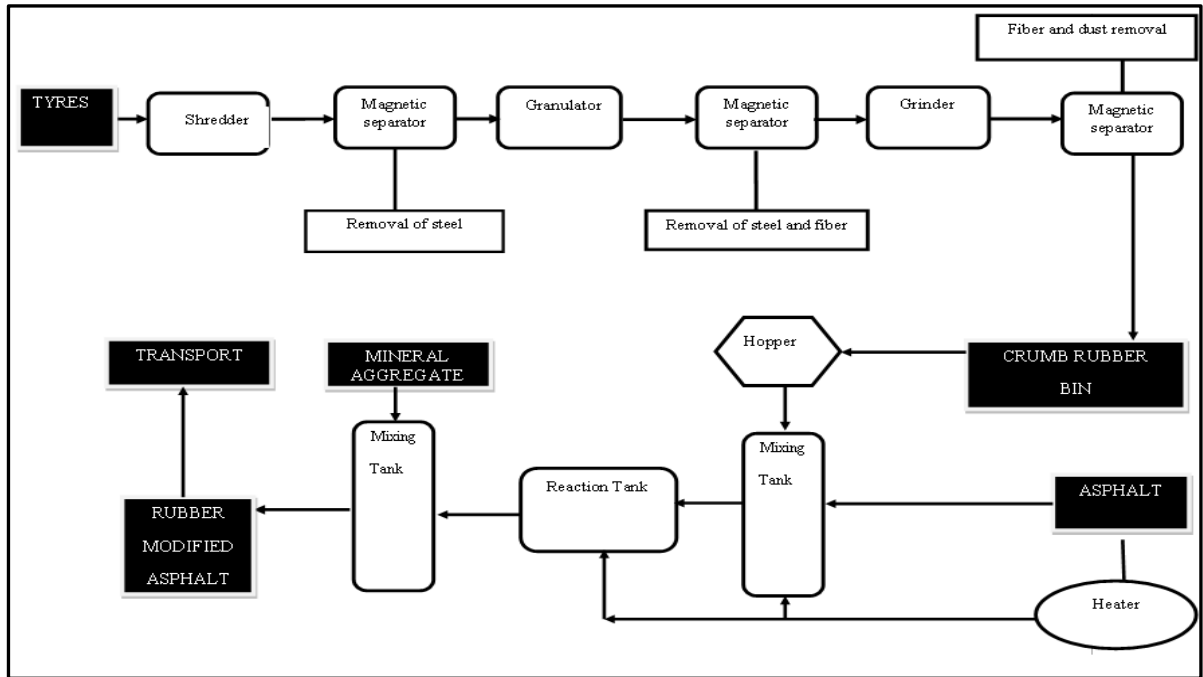 Fiber and dust removal
TYRES
Shredder
Magnetic
separator
Granulator
Magnetic
separator
Grinder
Magnetic
separator
Removal of steel
Removal of steel and fiber
TRANSPORT
MINERAL
AGGREGATE
Hopper
CRUMB RUBBER
BIN
Mixing
Tank
Reaction Tank
Mixing
Tank
ASPHALT
RUBBER
MODIFIED
ASPHALT
Heater